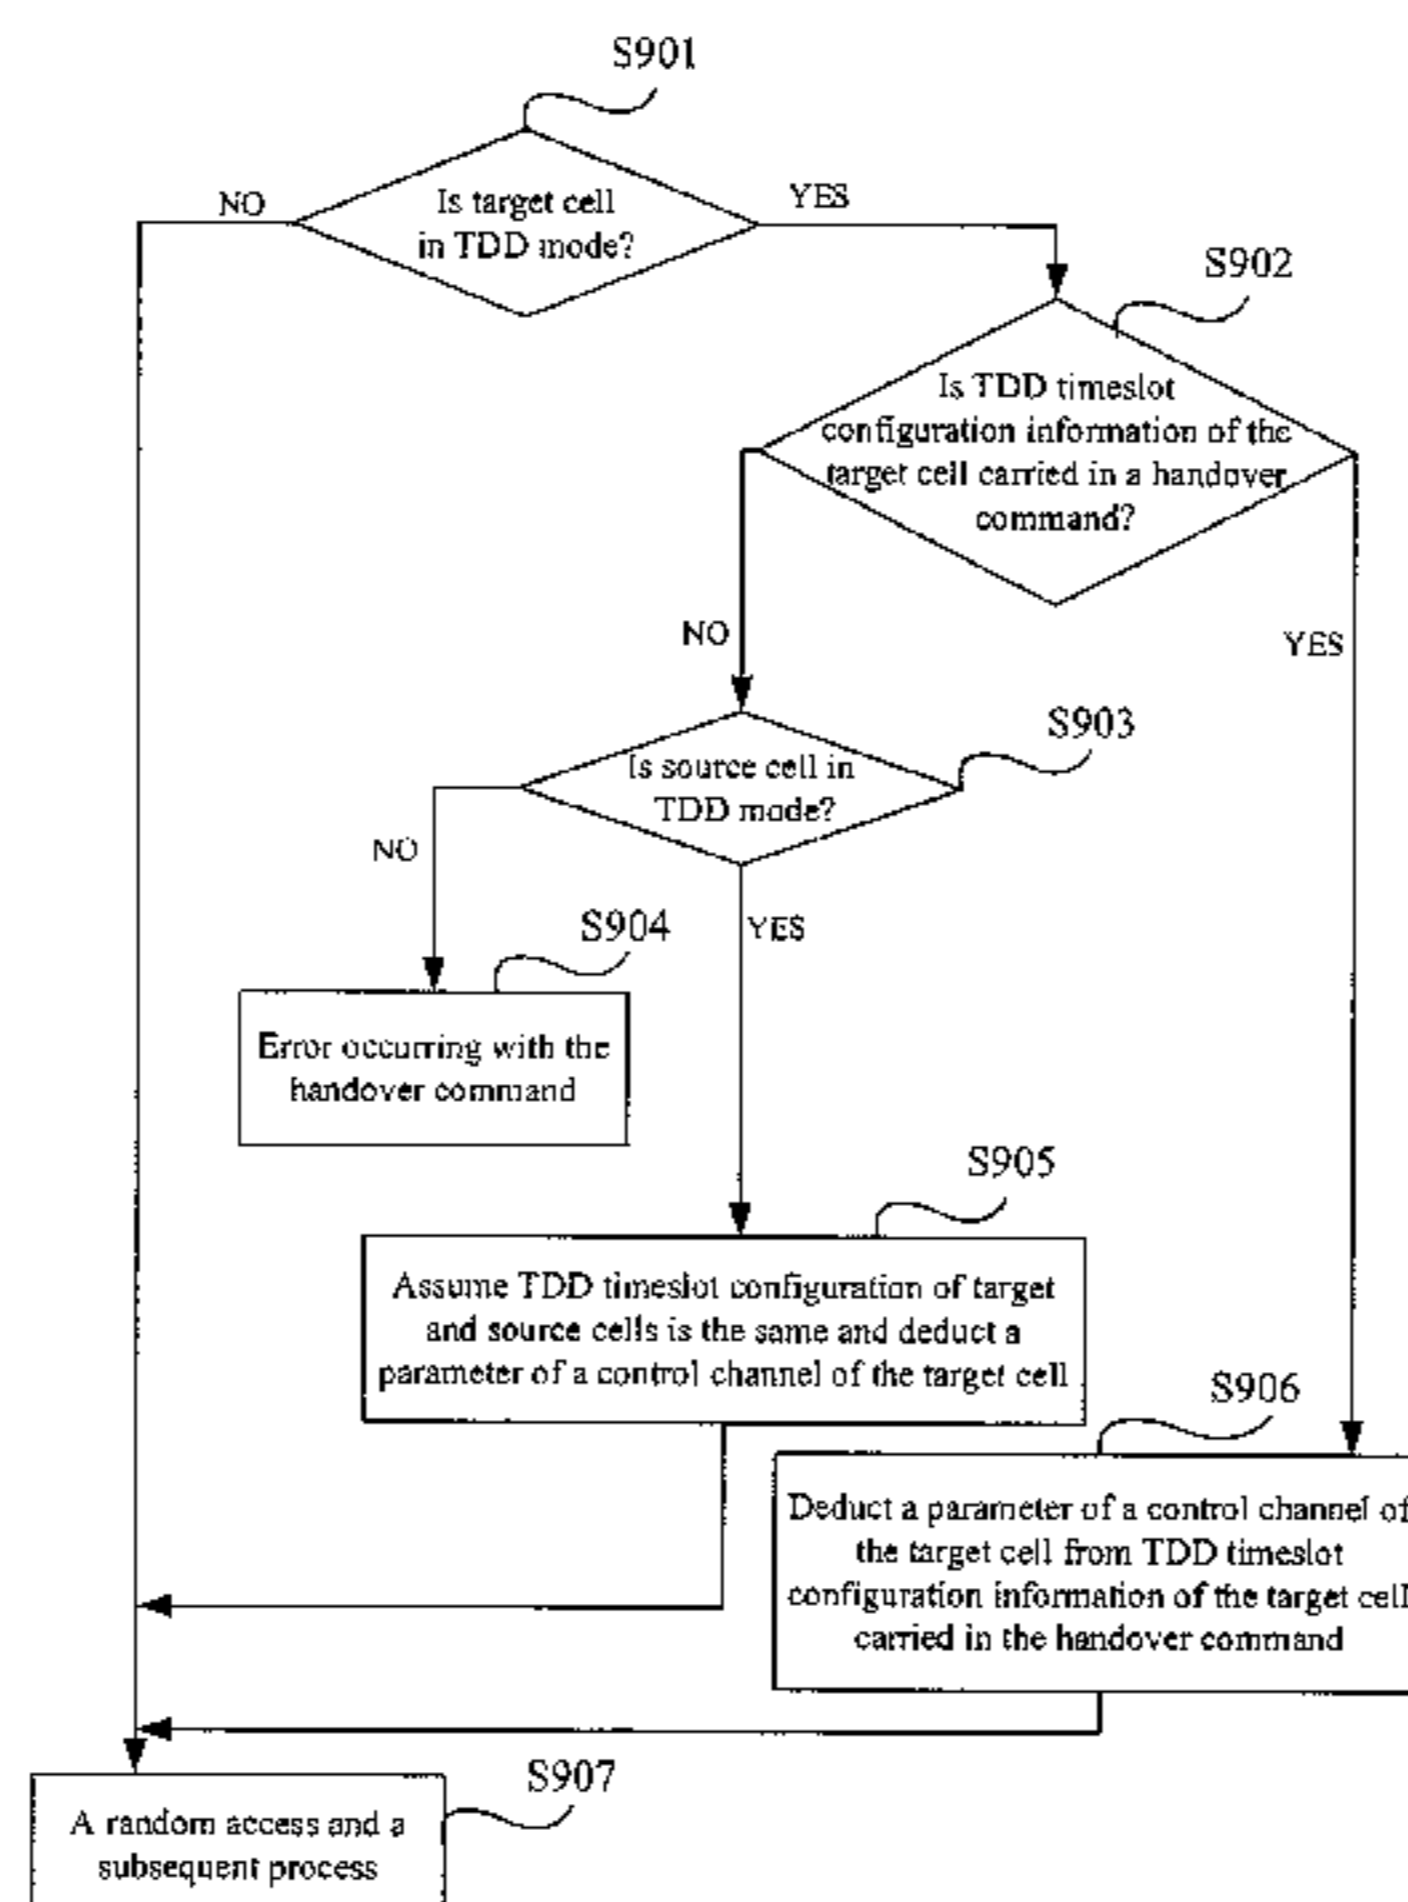 S901
Is target cell
in TDD mode?
NO
YES
S902
Is TDD timeslot
configuration information of the
target cell carried in a handover
command?
NO
YES
S903
Is source cell in
TDD mode?
NO
YES
S904
Error occurring with the
handover command
S905
Assume TDD timeslot configuration of target
and source cells is the same and deduct a
parameter of a control channel of the target cell
S906
Deduct a parameter of a control channel of
the target cell from TDD timeslot
configuration information of the target cell
carried in the handover command
S907
A random access and a
subsequent process